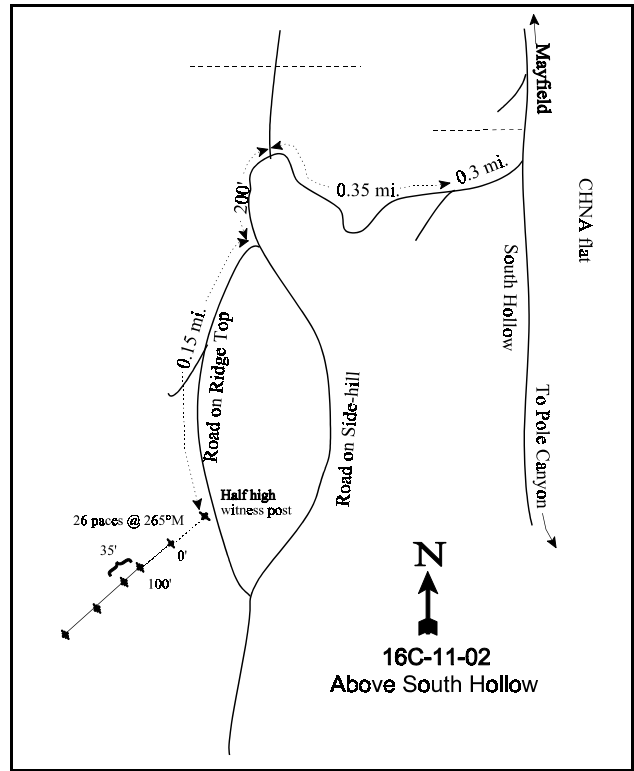 Mayfield
0.3 mi.
0.35 mi.
200'
CHNA flat
South Hollow
0.15 mi.
Road on Ridge Top
Road on Side-hill
To Pole Canyon
Half high
witness post
26 paces @ 265°M
0'
35'
100'
N
16C-11-02
Above South Hollow